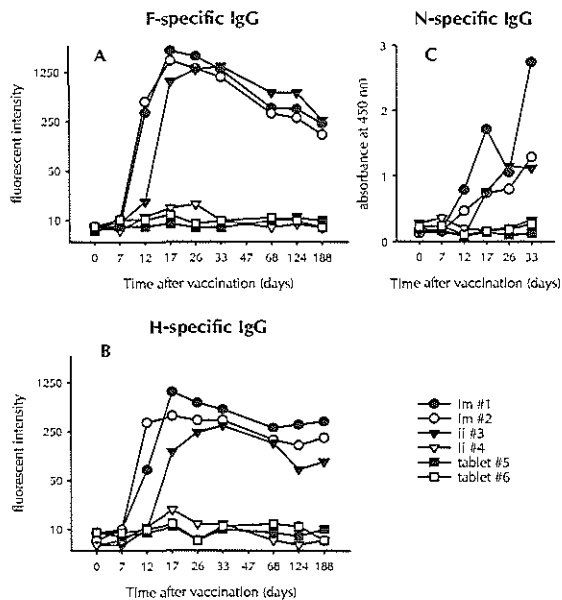 F-specific IgG
A
fluorescent intensity
1250
250
50
10
0 7 12 17 26 33 47 68 124 188
Time after vaccination (days)
N-specific IgG
C
absorbance at 450 nm
3
2
1
0
0 7 12 17 26 33
Time after vaccination (days)
H-specific IgG
B
fluorescent intensity
1250
250
50
10
0 7 12 17 26 33 47 68 124 188
Time after vaccination (days)
im #1
im #2
ii #3
ii #4
tablet #5
tablet #6